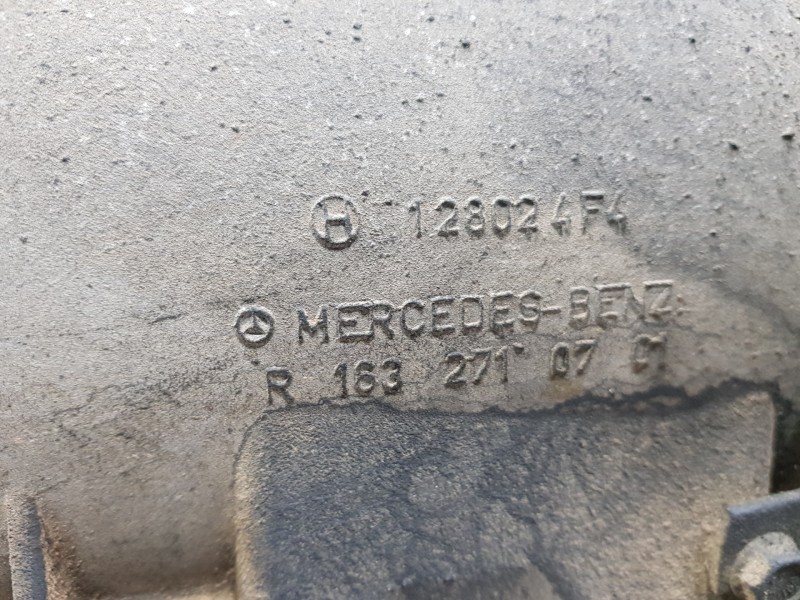 H 128024F4
MERCEDES-BENZ
R 163 271 07 01